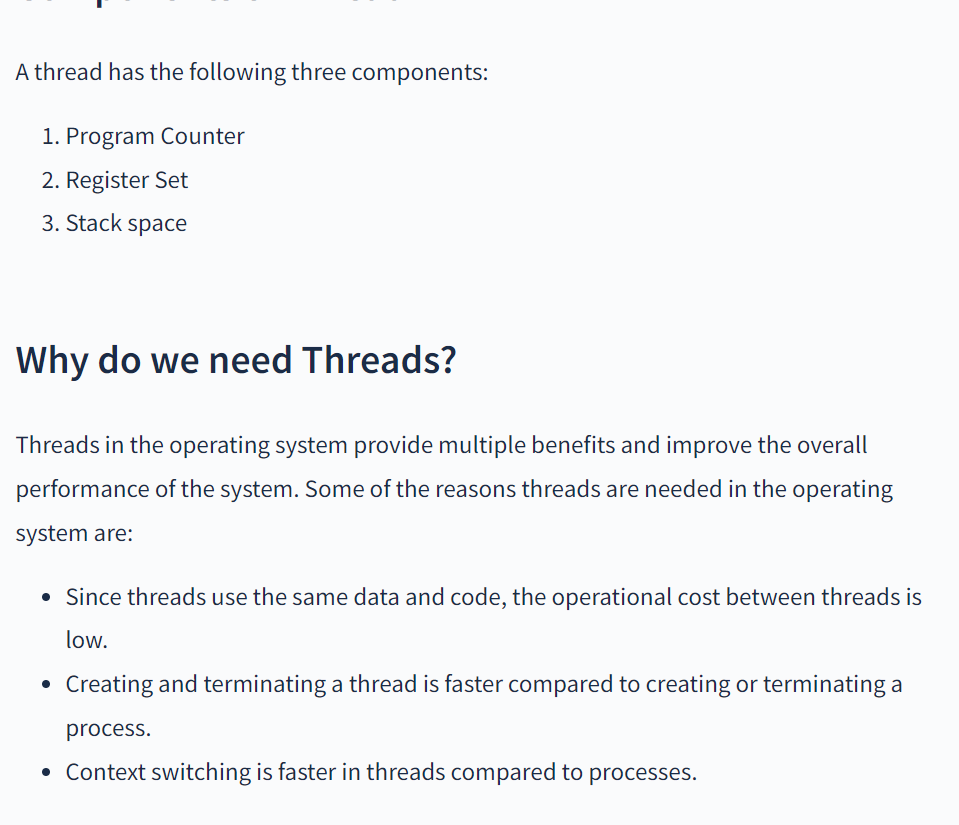 A thread has the following three components:
1. Program Counter
2. Register Set
3. Stack space
Why do we need Threads?
Threads in the operating system provide multiple benefits and improve the overall
performance of the system. Some of the reasons threads are needed in the operating
system are:
• Since threads use the same data and code, the operational cost between threads is
low.
• Creating and terminating a thread is faster compared to creating or terminating a
process.
• Context switching is faster in threads compared to processes.